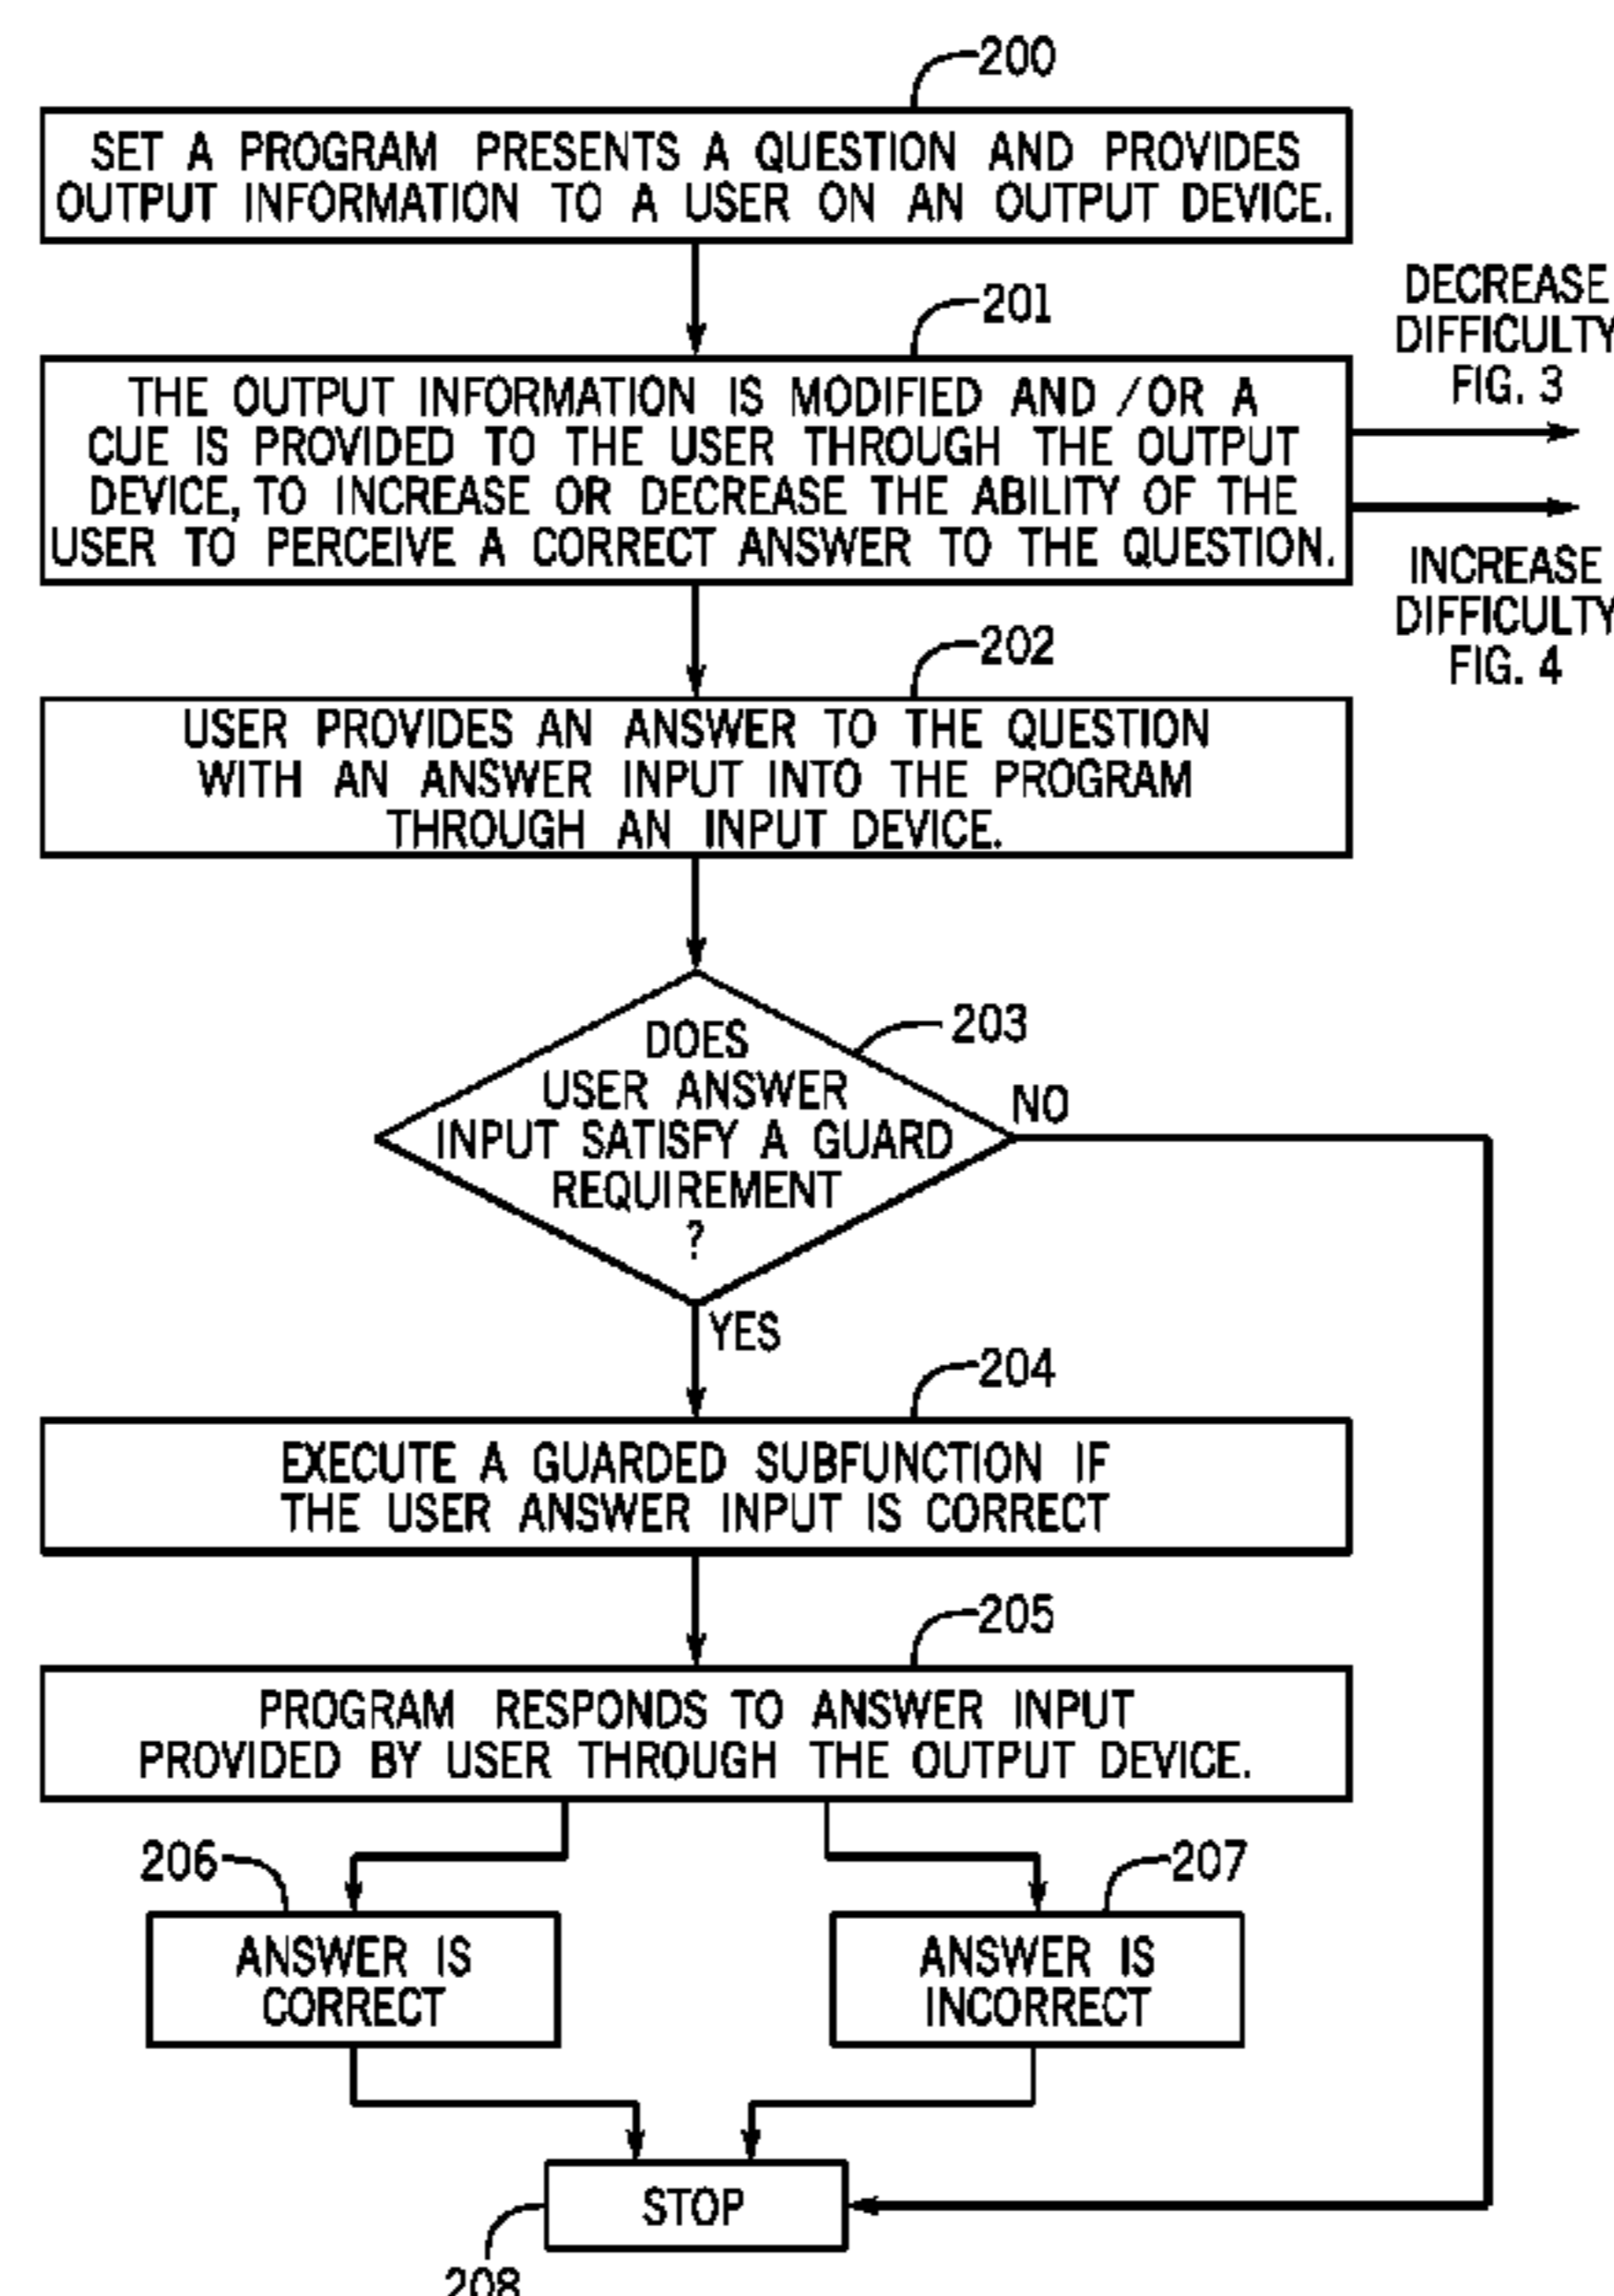 200
SET A PROGRAM PRESENTS A QUESTION AND PROVIDES
OUTPUT INFORMATION TO A USER ON AN OUTPUT DEVICE.
201
THE OUTPUT INFORMATION IS MODIFIED AND /OR A
CUE IS PROVIDED TO THE USER THROUGH THE OUTPUT
DEVICE, TO INCREASE OR DECREASE THE ABILITY OF THE
USER TO PERCEIVE A CORRECT ANSWER TO THE QUESTION.
DECREASE
DIFFICULTY
FIG. 3
INCREASE
DIFFICULTY
FIG. 4
202
USER PROVIDES AN ANSWER TO THE QUESTION
WITH AN ANSWER INPUT INTO THE PROGRAM
THROUGH AN INPUT DEVICE.
203
DOES
USER ANSWER
INPUT SATISFY A GUARD
REQUIREMENT
?
NO
YES
204
EXECUTE A GUARDED SUBFUNCTION IF
THE USER ANSWER INPUT IS CORRECT
205
PROGRAM RESPONDS TO ANSWER INPUT
PROVIDED BY USER THROUGH THE OUTPUT DEVICE.
206
ANSWER IS
CORRECT
207
ANSWER IS
INCORRECT
STOP
208